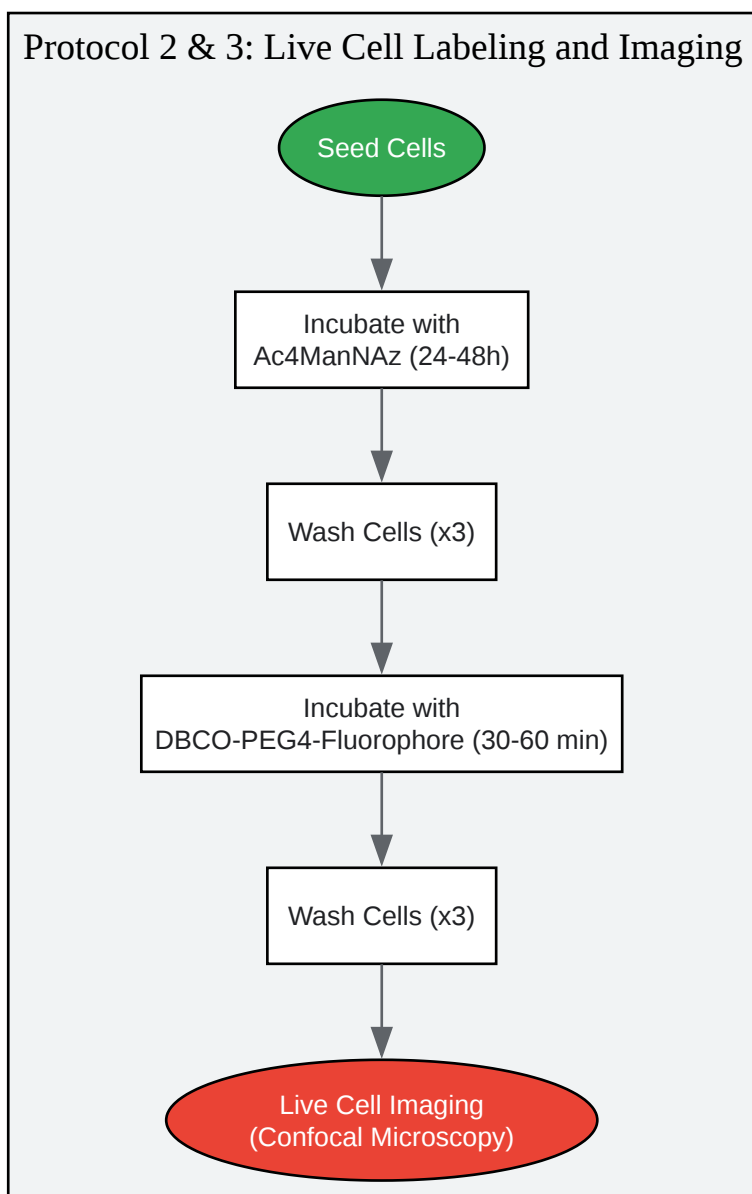 Protocol 2 & 3: Live Cell Labeling and Imaging
Seed Cells
Incubate with
Ac4ManNAz (24-48h)
Wash Cells (x3)
Incubate with
DBCO-PEG4-Fluorophore (30-60 min)
Wash Cells (x3)
Live Cell Imaging
(Confocal Microscopy)